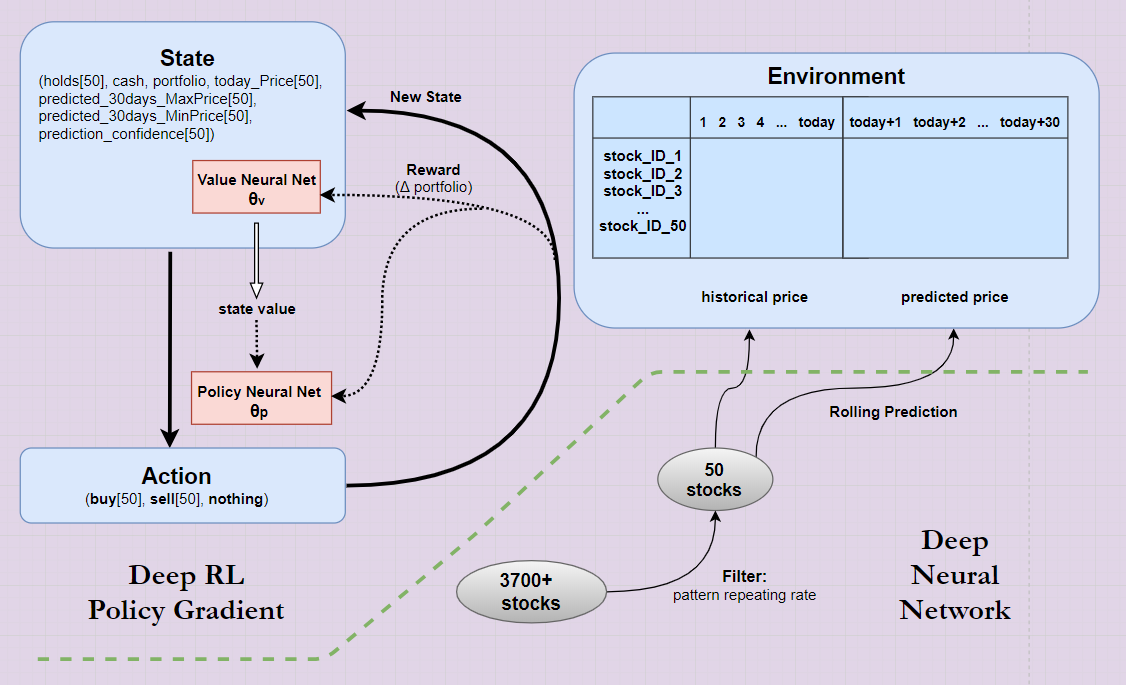 State
(holds[50], cash, portfolio, today_Price[50],
predicted_30days_MaxPrice[50],
predicted_30days_MinPrice[50],
prediction_confidence[50])
Value Neural Net
θv
state value
Policy Neural Net
θp
Action
(buy[50], sell[50], nothing)
New State
Reward
(Δ portfolio)
Deep RL
Policy Gradient
Environment
1 2 3 4 ... today today+1 today+2 ... today+30
stock_ID_1
stock_ID_2
stock_ID_3
...
stock_ID_50
historical price predicted price
Rolling Prediction
50
stocks
3700+
stocks
Filter:
pattern repeating rate
Deep
Neural
Network